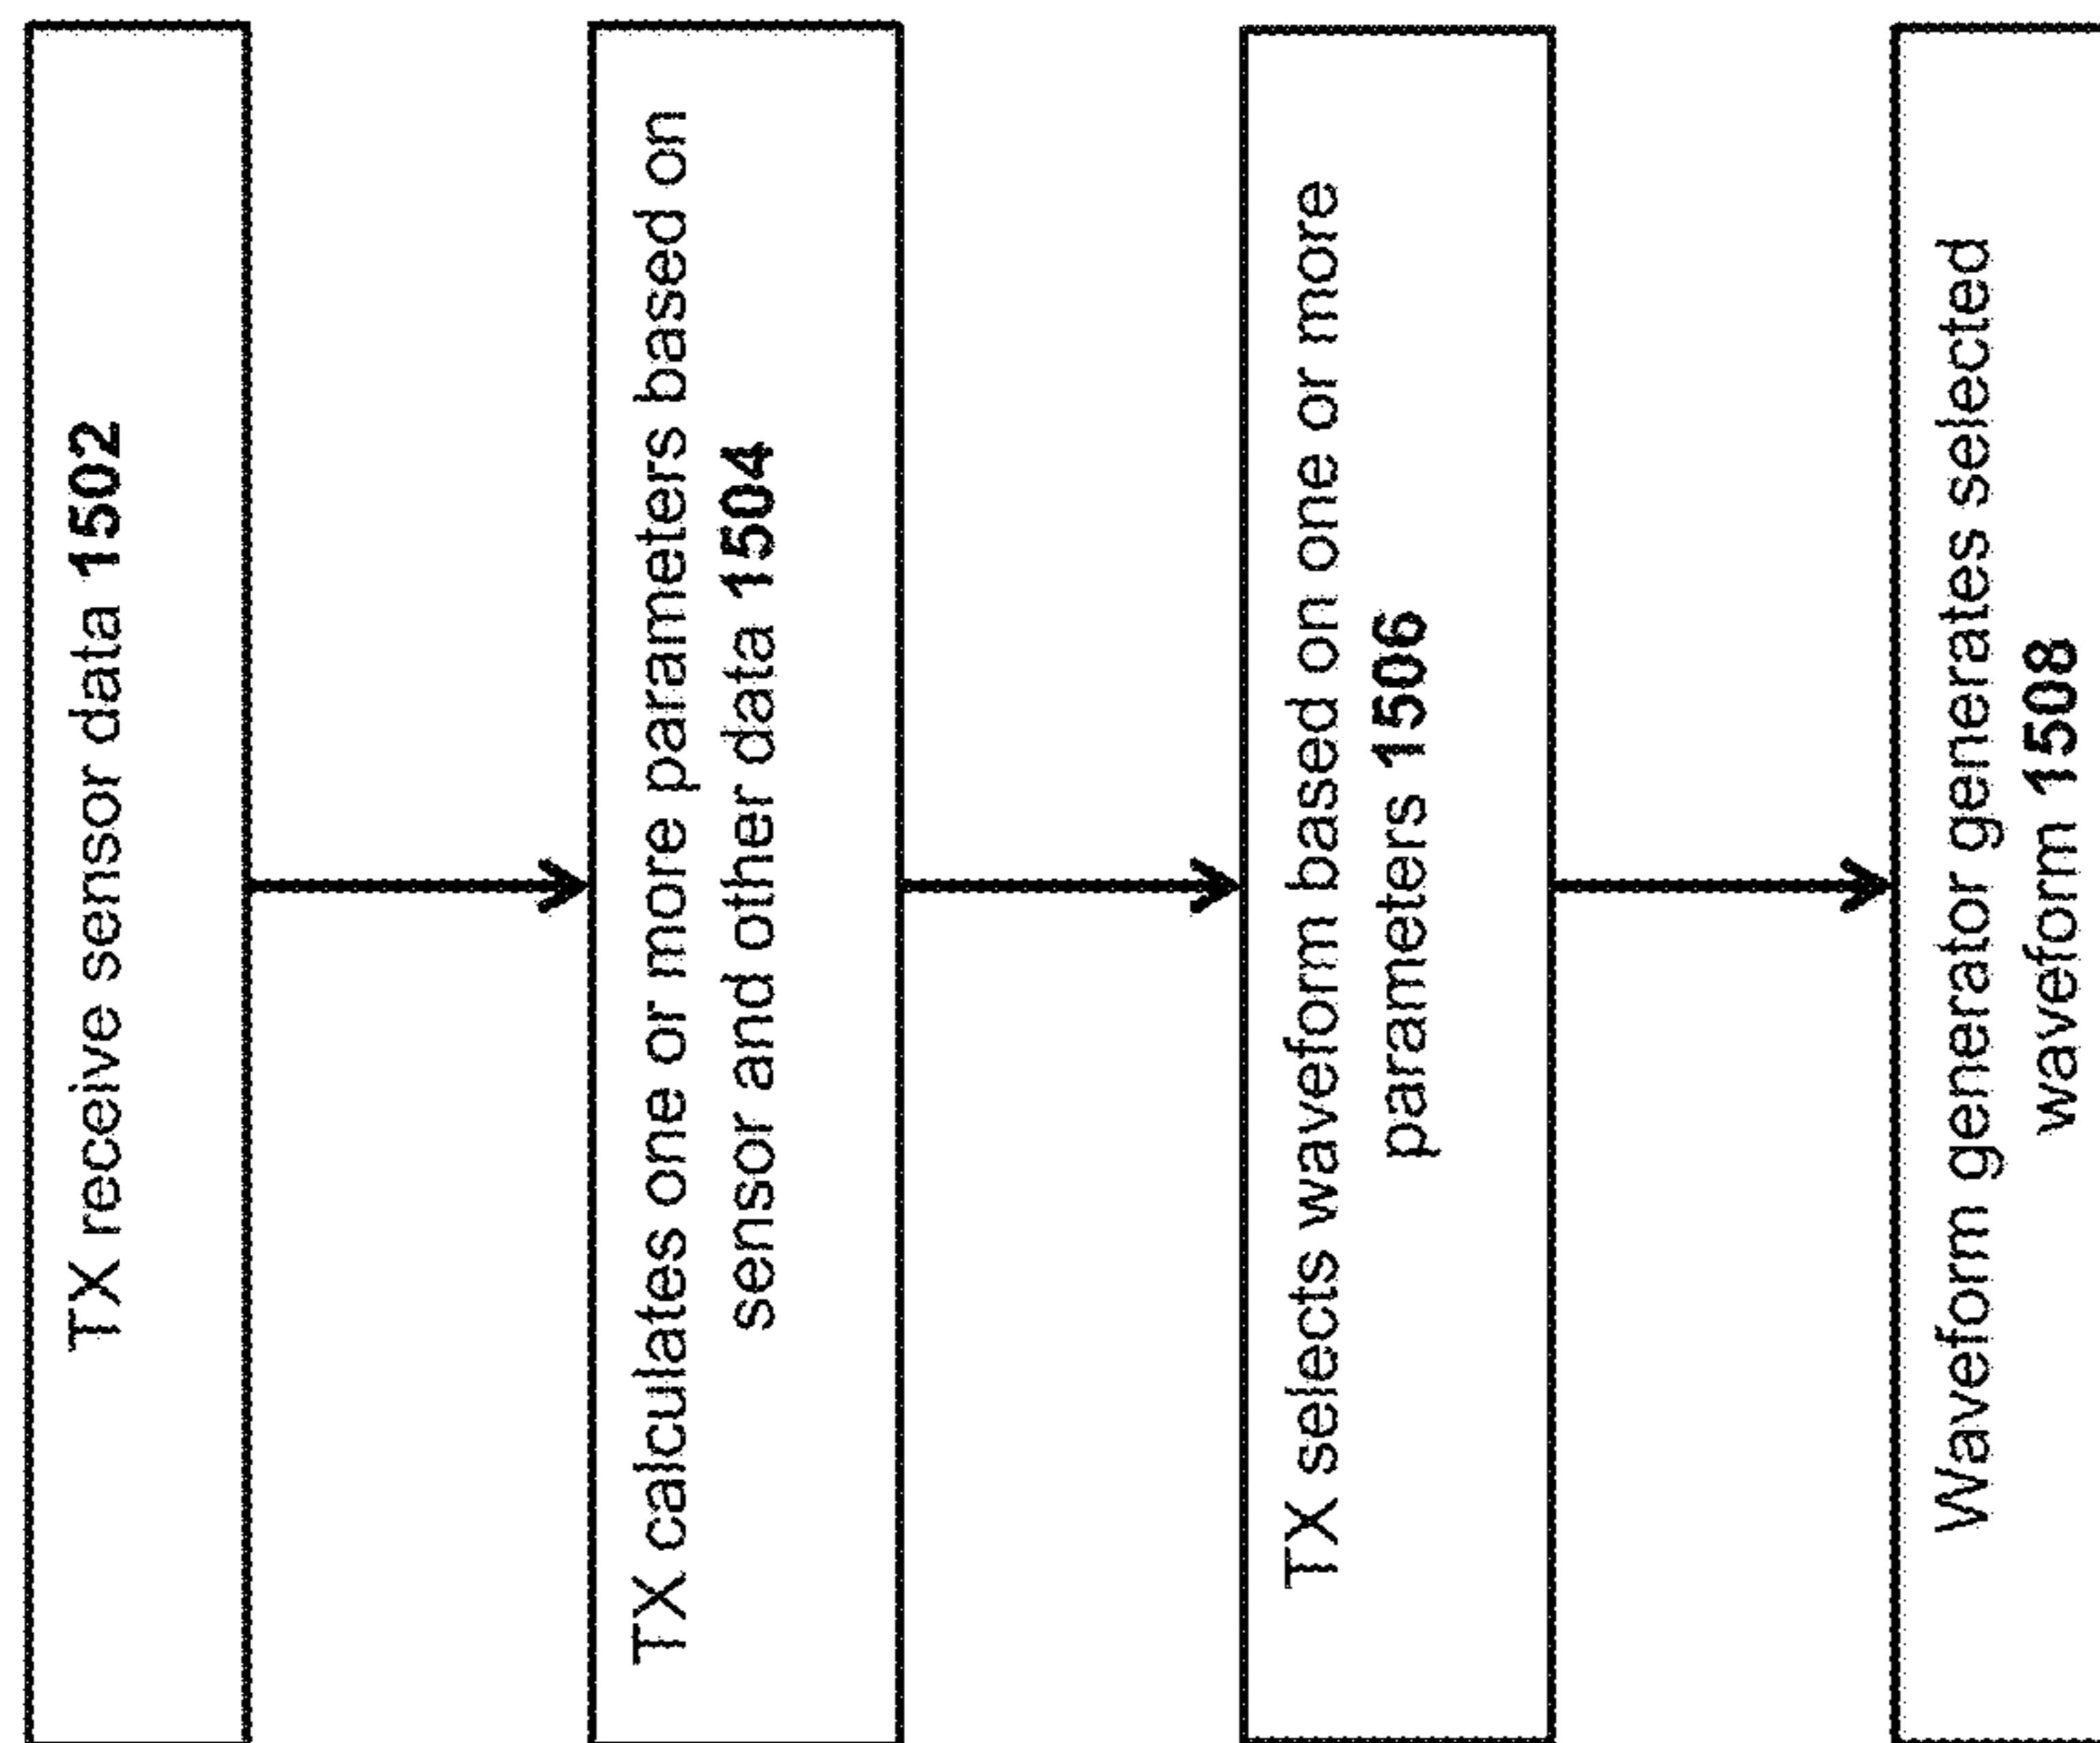 TX receive sensor data 1502
TX calculates one or more parameters based on
sensor and other data 1504
TX selects waveform based on one or more
parameters 1506
Waveform generator generates selected
waveform 1508